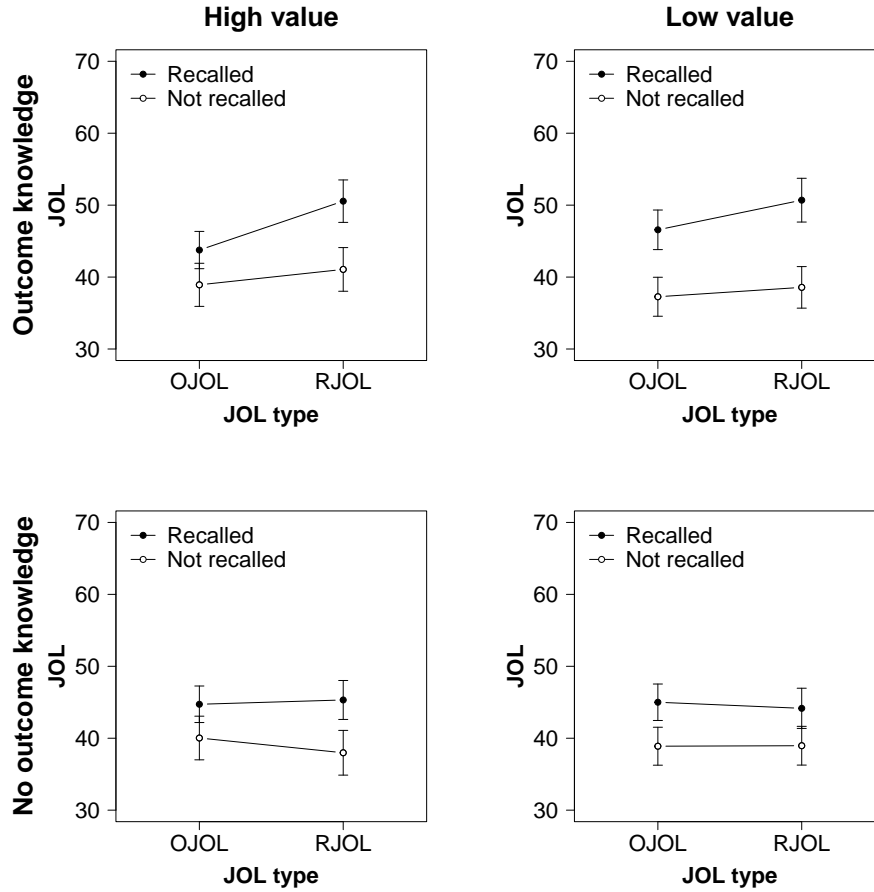 High value
Low value
Outcome knowledge
JOL
70
60
50
40
30
Recalled
Not recalled
OJOL
RJOL
JOL type
JOL
70
60
50
40
30
Recalled
Not recalled
OJOL
RJOL
JOL type
No outcome knowledge
JOL
70
60
50
40
30
Recalled
Not recalled
OJOL
RJOL
JOL type
JOL
70
60
50
40
30
Recalled
Not recalled
OJOL
RJOL
JOL type